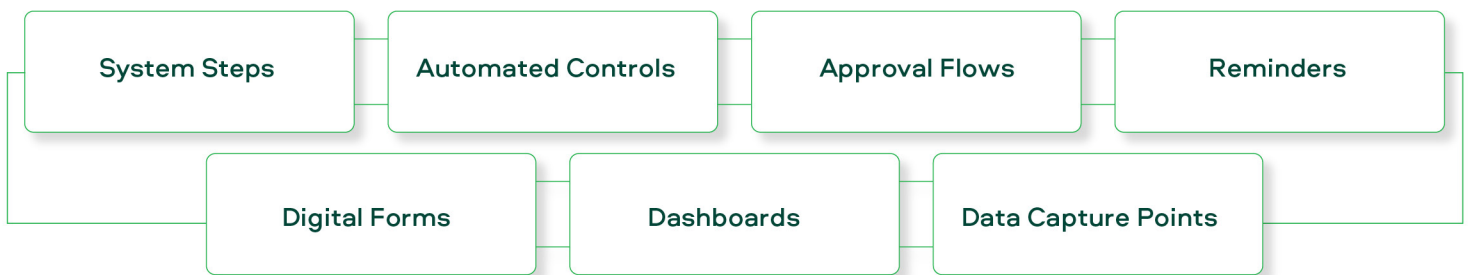 System Steps
Automated Controls
Approval Flows
Reminders
Digital Forms
Dashboards
Data Capture Points